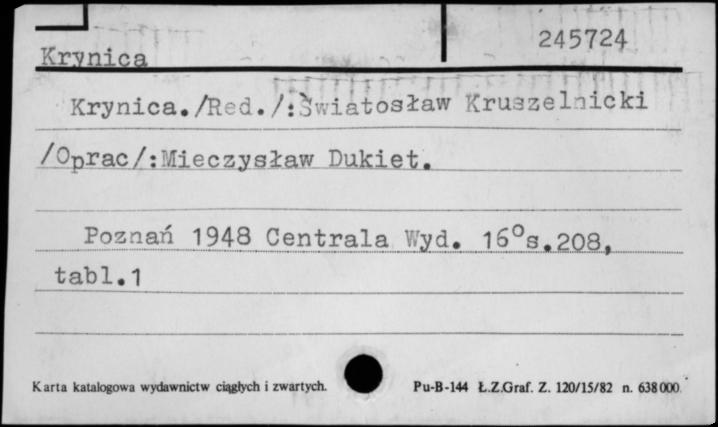 245724
Krynica
Krynica./Red./:Światosław Kruszelnicki
/Oprac/:Mieczysław Dukiet.
Poznań 1948 Centrala Wyd. 16°s.208,
tabl.1
Karta katalogowa wydawnictw ciągłych i zwartych. Pu-B-144 Ł.Z.Graf. Z. 120/15/82 n. 638000